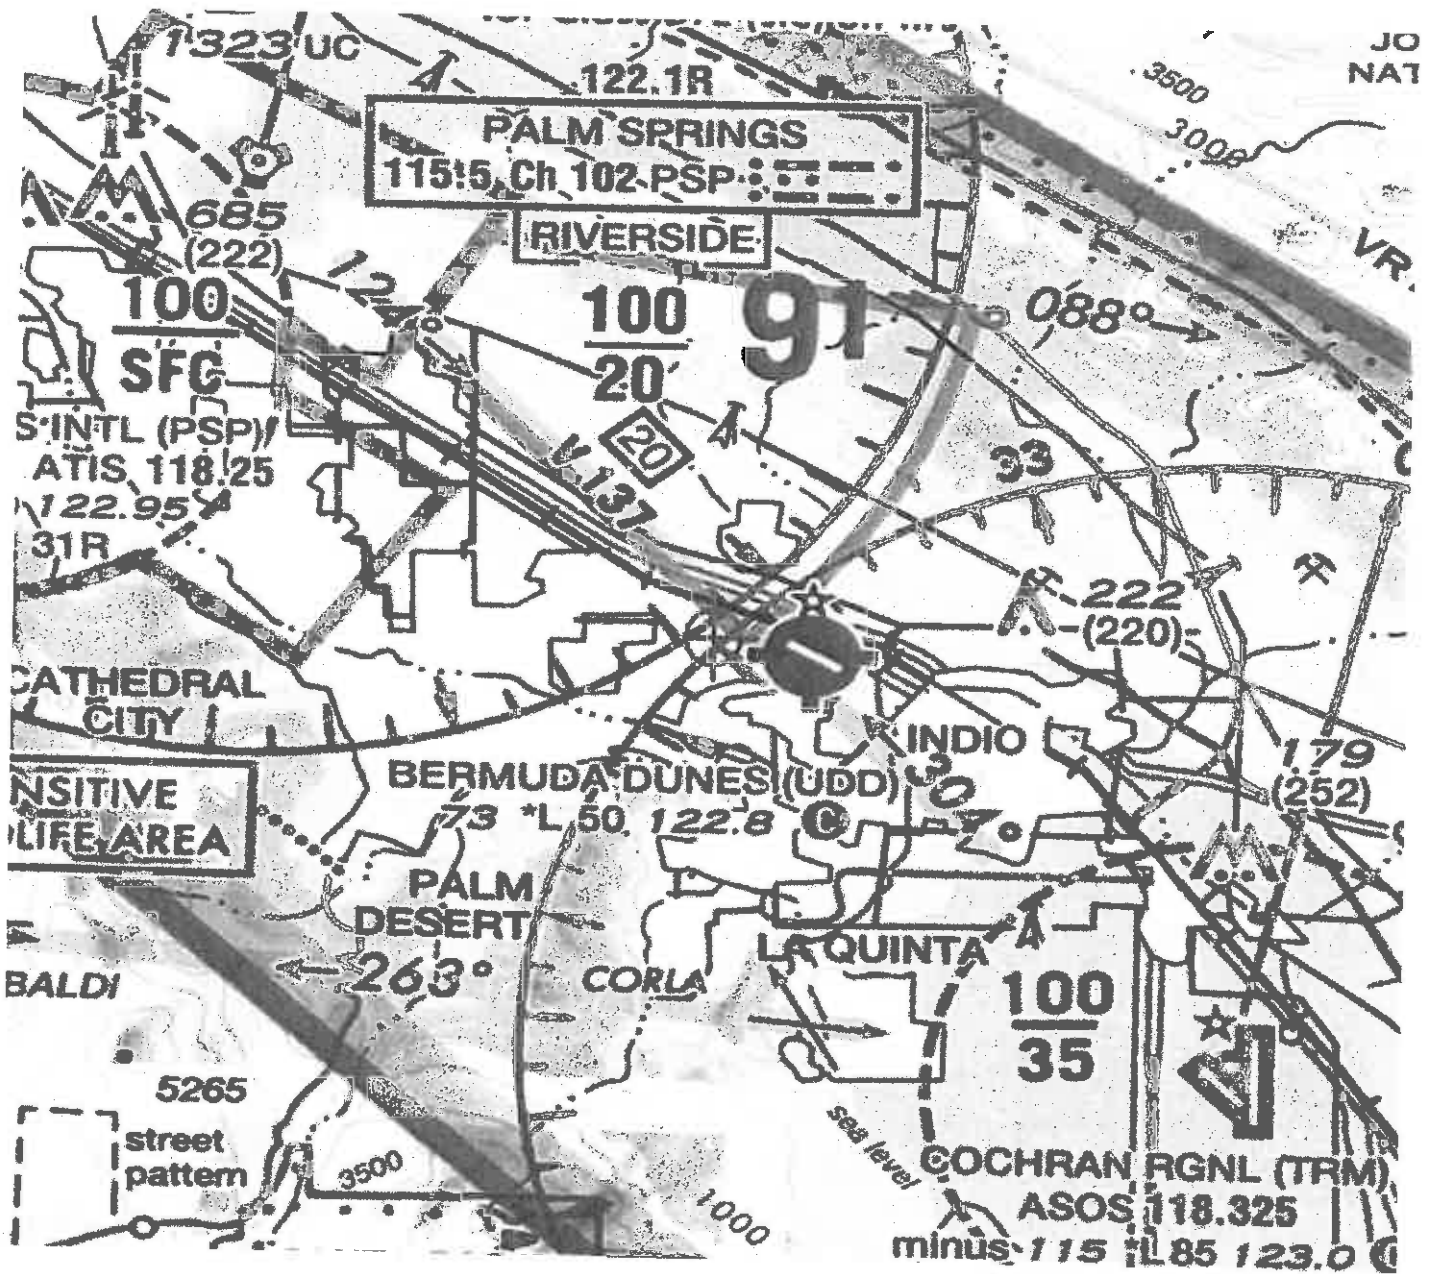 1323 UC
122.1R
JO
NAT
3500
3000
PALM SPRINGS
115.5 Ch 102 PSP
RIVERSIDE
685
(222)
12
100
SFC
100
20
91
088°
VR
20
S INTL (PSP)
ATIS 118.25
122.95
31R
V 137
33
222
(220)
CATHEDRAL
CITY
INDIO
179
(252)
BERMUDA DUNES (UDD)
73 *L 50 122.8 C
307
NSITIVE
LIFE AREA
PALM
DESERT
LA QUINTA
263°
CORLA
BALDI
100
35
4
5265
street
pattern
3500
1000
sea level
COCHRAN RGNL (TRM)
ASOS 118.325
minus 115 *L 85 123.0 C